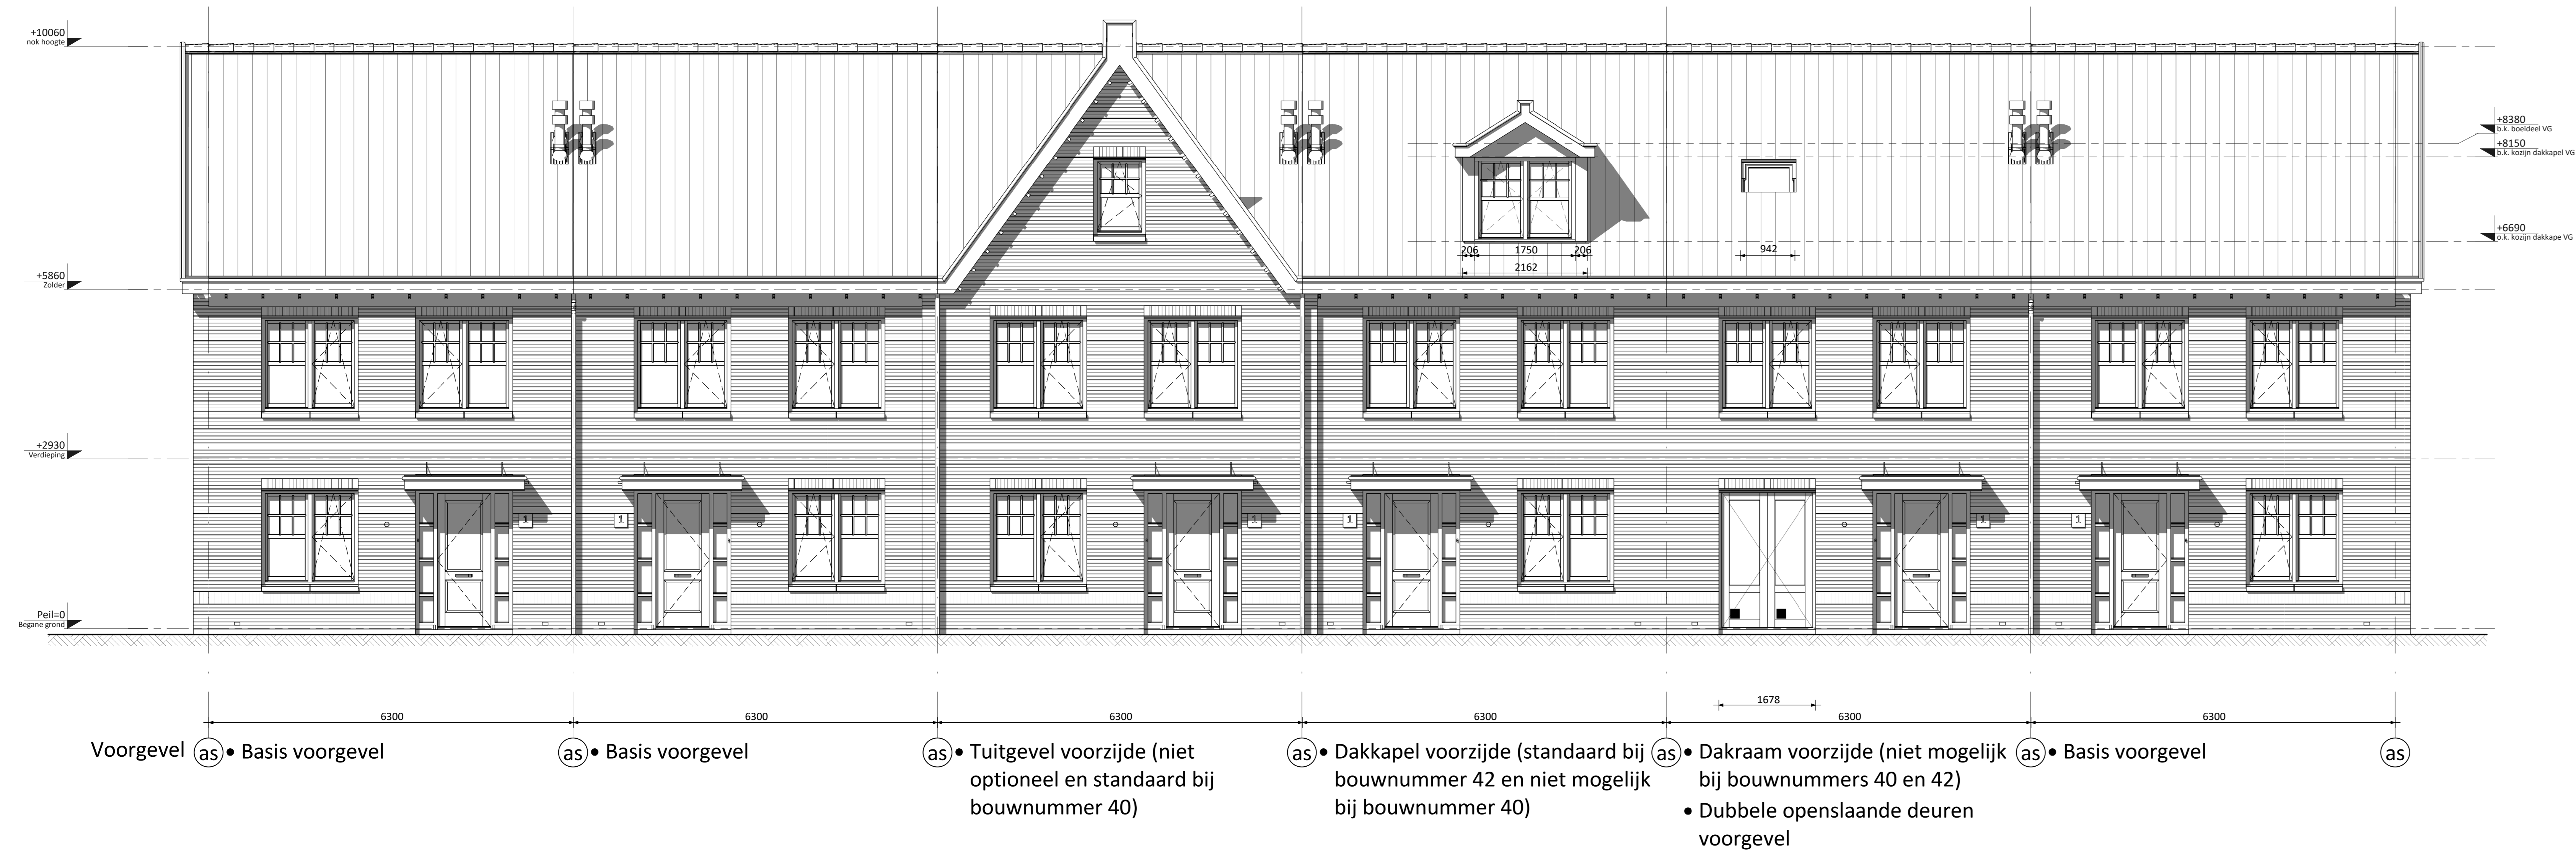 +10060
nok hoogte
+8380
b.k. boeideel VG
+8150
b.k. kozijn dakkapel VG
+6690
o.k. kozijn dakkape VG
206 1750 206
942
2162
+5860
Zolder
+2930
Verdieping
1 1 1 1 1 1
Peil=0
Begane grond
1678
6300 6300 6300 6300 6300 6300
Voorgevel
as • Basis voorgevel
as • Basis voorgevel
as • Tuitgevel voorzijde (niet
optioneel en standaard bij
bouwnummer 40)
as • Dakkapel voorzijde (standaard bij
bouwnummer 42 en niet mogelijk
bij bouwnummer 40)
as • Dakraam voorzijde (niet mogelijk
bij bouwnummers 40 en 42)
• Dubbele openslaande deuren
voorgevel
as • Basis voorgevel
as